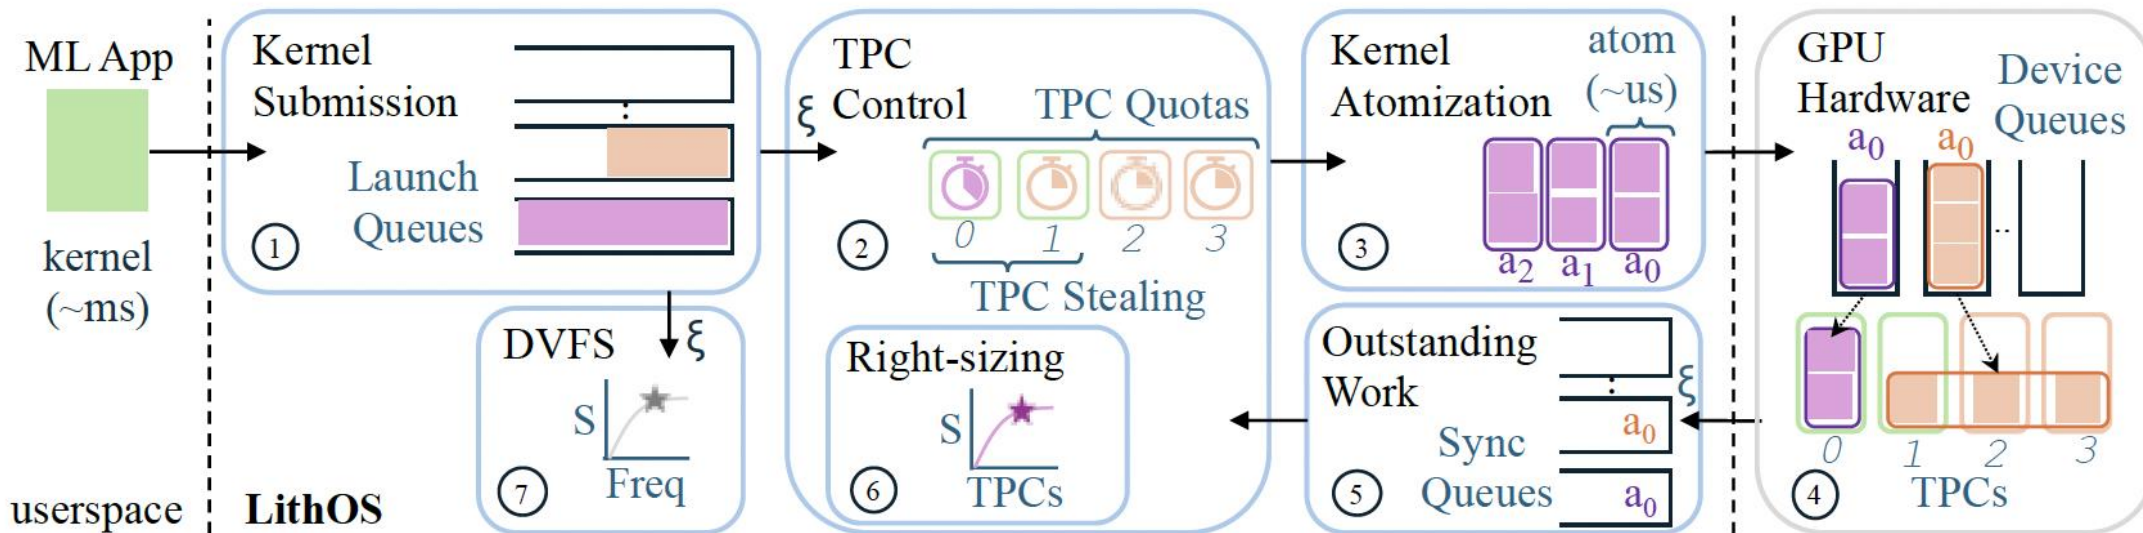 ML App
kernel
(~ms)
userspace
LithOS
Kernel
Submission
Launch
Queues
1
ξ
DVFS
ξ
S
Freq
7
TPC
Control
TPC Quotas
0 1 2 3
TPC Stealing
2
Right-sizing
S
TPCs
6
Kernel
Atomization
atom
(~us)
a2 a1 a0
3
Outstanding
Work
ξ
Sync
Queues
a0
a0
5
GPU
Hardware
Device
Queues
a0 a0
..
0 1 2 3
TPCs
4